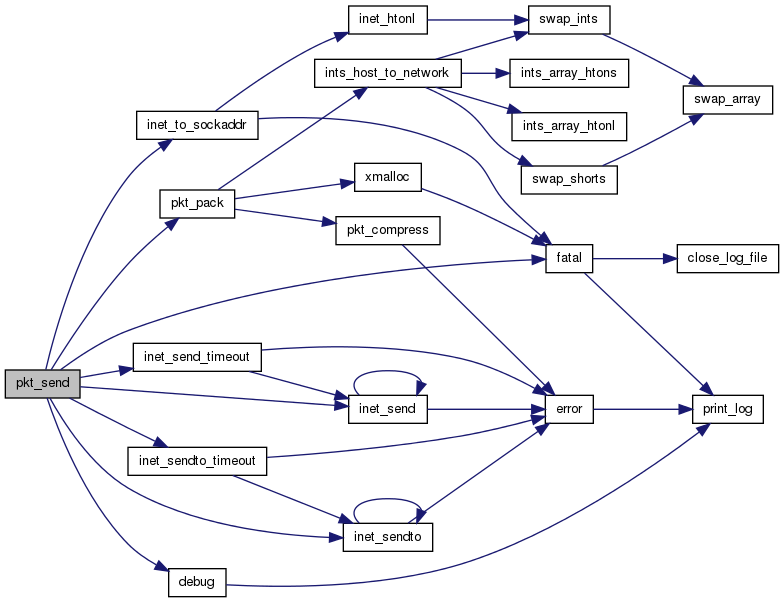 inet_htonl
swap_ints
ints_host_to_network
ints_array_htons
swap_array
inet_to_sockaddr
ints_array_htonl
xmalloc
swap_shorts
pkt_pack
pkt_compress
fatal
close_log_file
inet_send_timeout
pkt_send
inet_send
error
print_log
inet_sendto_timeout
inet_sendto
debug